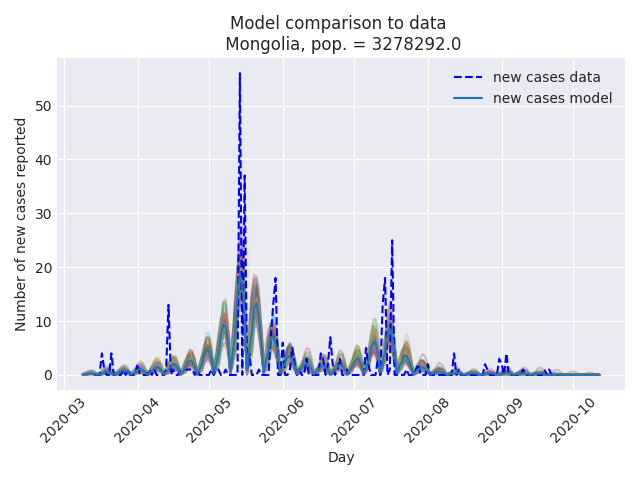 Model comparison to data
Mongolia, pop. = 3278292.0
new cases data
new cases model
Number of new cases reported
50
40
30
20
10
0
2020-03
2020-04
2020-05
2020-06
2020-07
2020-08
2020-09
2020-10
Day